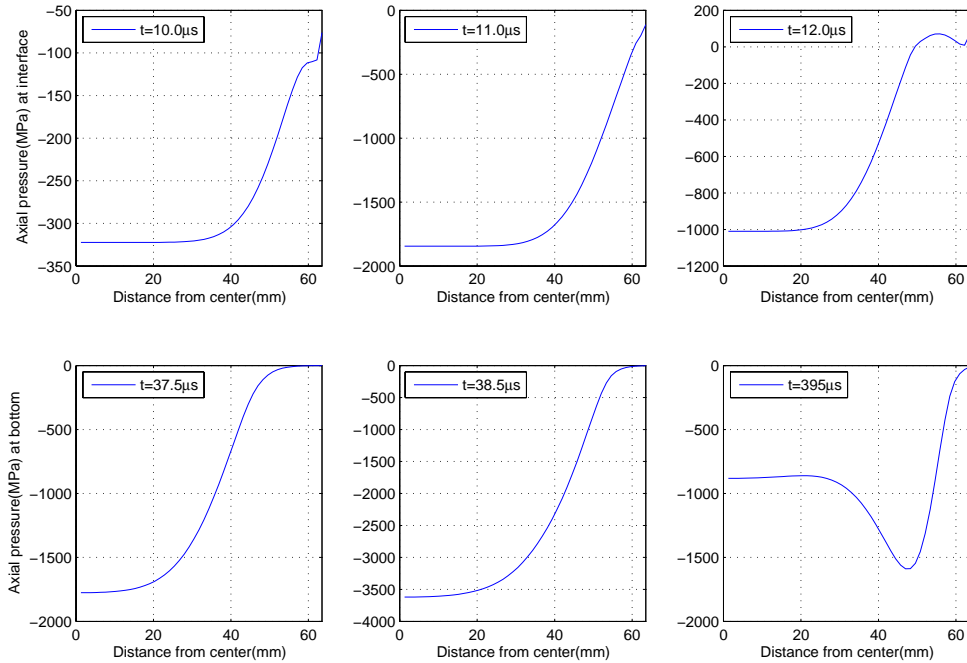 t=10.0μs
−50
−100
−150
−200
−250
−300
−350
0 20 40 60
Distance from center(mm)
Axial pressure(MPa) at interface
t=11.0μs
0
−500
−1000
−1500
−2000
0 20 40 60
Distance from center(mm)
t=12.0μs
200
0
−200
−400
−600
−800
−1000
−1200
0 20 40 60
Distance from center(mm)
t=37.5μs
0
−500
−1000
−1500
−2000
0 20 40 60
Distance from center(mm)
Axial pressure(MPa) at bottom
t=38.5μs
0
−500
−1000
−1500
−2000
−2500
−3000
−3500
−4000
0 20 40 60
Distance from center(mm)
t=395μs
0
−500
−1000
−1500
−2000
0 20 40 60
Distance from center(mm)